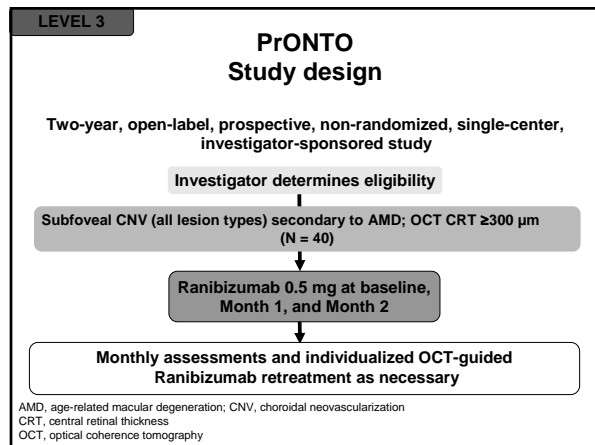 LEVEL 3
PrONTO
Study design
Two-year, open-label, prospective, non-randomized, single-center,
investigator-sponsored study
Investigator determines eligibility
Subfoveal CNV (all lesion types) secondary to AMD; OCT CRT ≥300 µm
(N = 40)
Ranibizumab 0.5 mg at baseline,
Month 1, and Month 2
Monthly assessments and individualized OCT-guided
Ranibizumab retreatment as necessary
AMD, age-related macular degeneration; CNV, choroidal neovascularization
CRT, central retinal thickness
OCT, optical coherence tomography